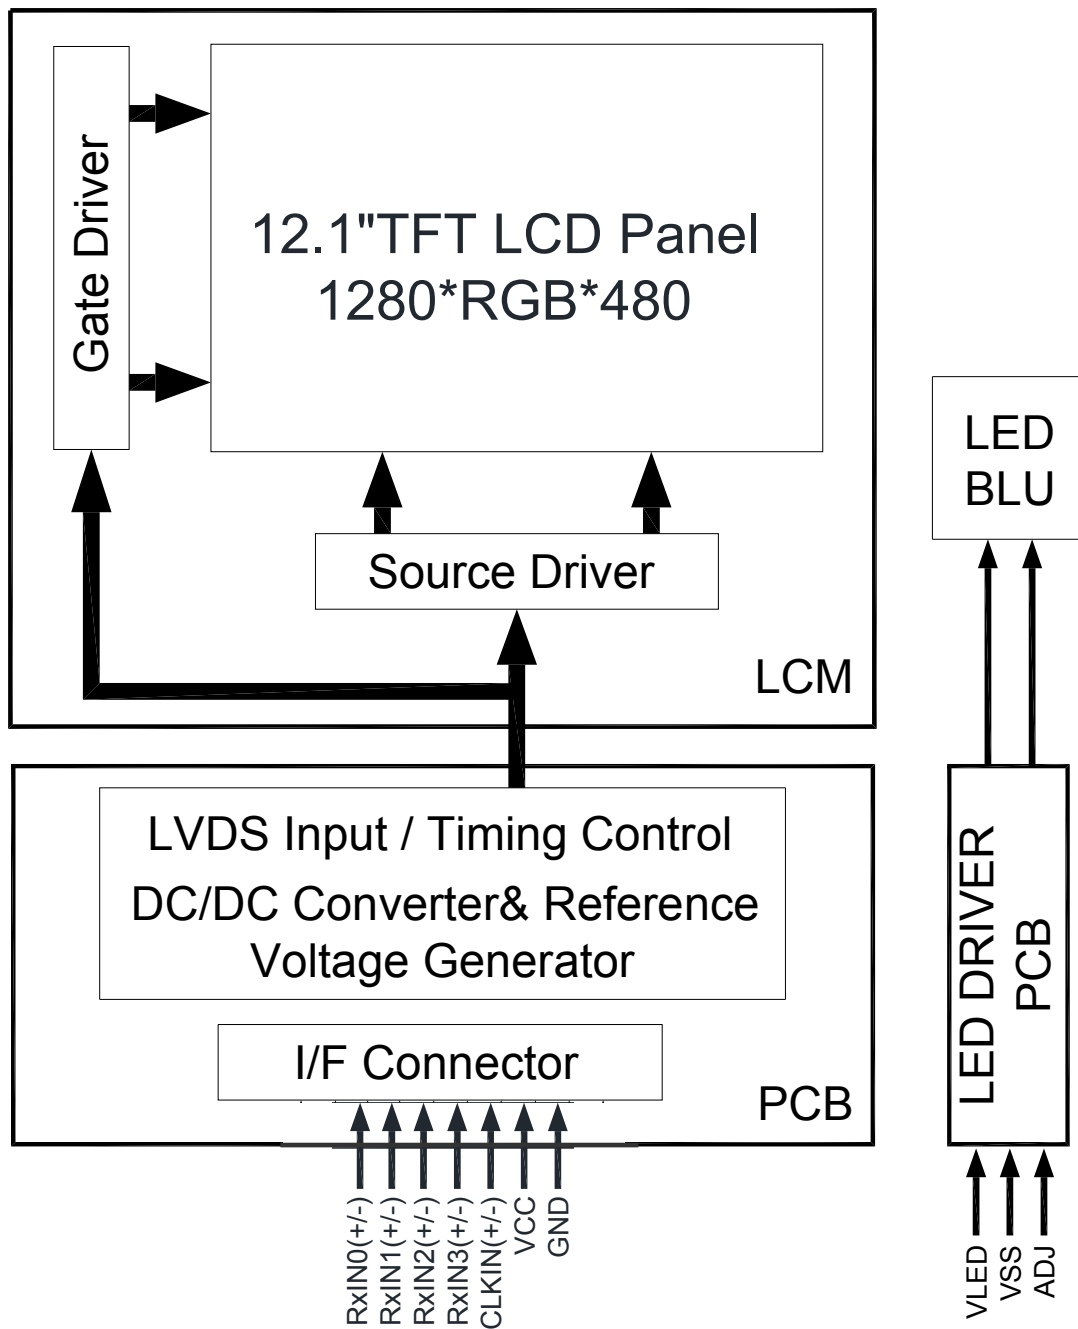 Gate Driver
12.1"TFT LCD Panel
1280*RGB*480
Source Driver
LCM
LED
BLU
LVDS Input / Timing Control
DC/DC Converter& Reference
Voltage Generator
I/F Connector
PCB
LED DRIVER
PCB
RxIN0(+/-)
RxIN1(+/-)
RxIN2(+/-)
RxIN3(+/-)
CLKIN(+/-)
VCC
GND
VLED
VSS
ADJ